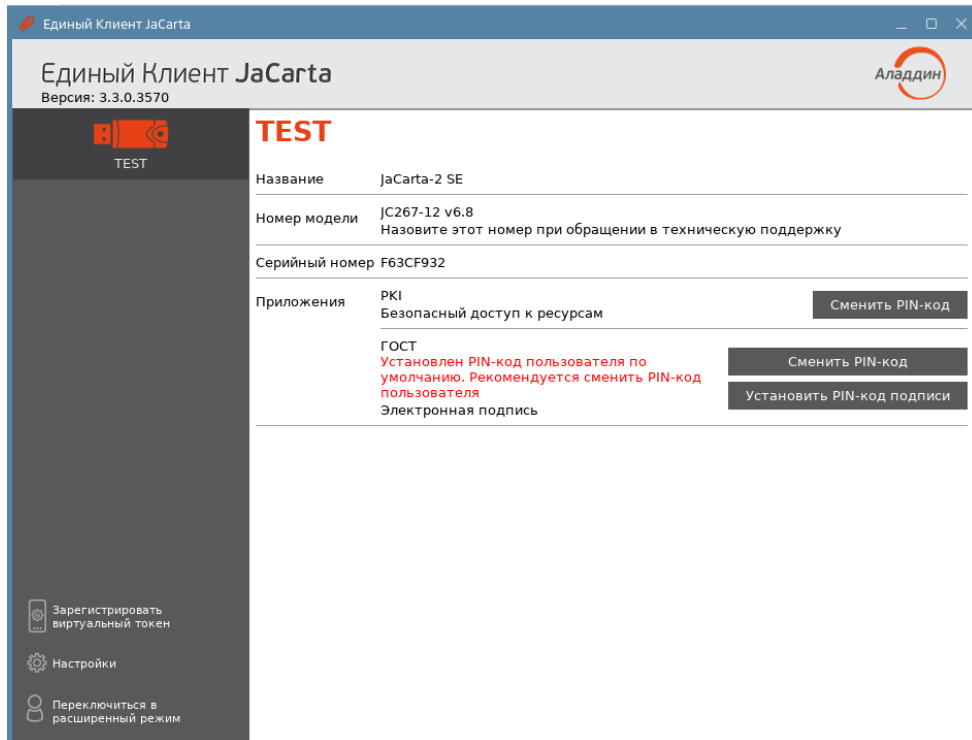 Единый Клиент JaCarta
Единый Клиент JaCarta
Версия: 3.3.0.3570
Аладдин
TEST
TEST
Название JaCarta-2 SE
Номер модели JC267-12 v6.8
Назовите этот номер при обращении в техническую поддержку
Серийный номер F63CF932
Приложения PKI
Безопасный доступ к ресурсам
Сменить PIN-код
ГОСТ
Установлен PIN-код пользователя по
умолчанию. Рекомендуется сменить PIN-код
пользователя
Электронная подпись
Сменить PIN-код
Установить PIN-код подписи
Зарегистрировать
виртуальный токен
Настройки
Переключиться в
расширенный режим